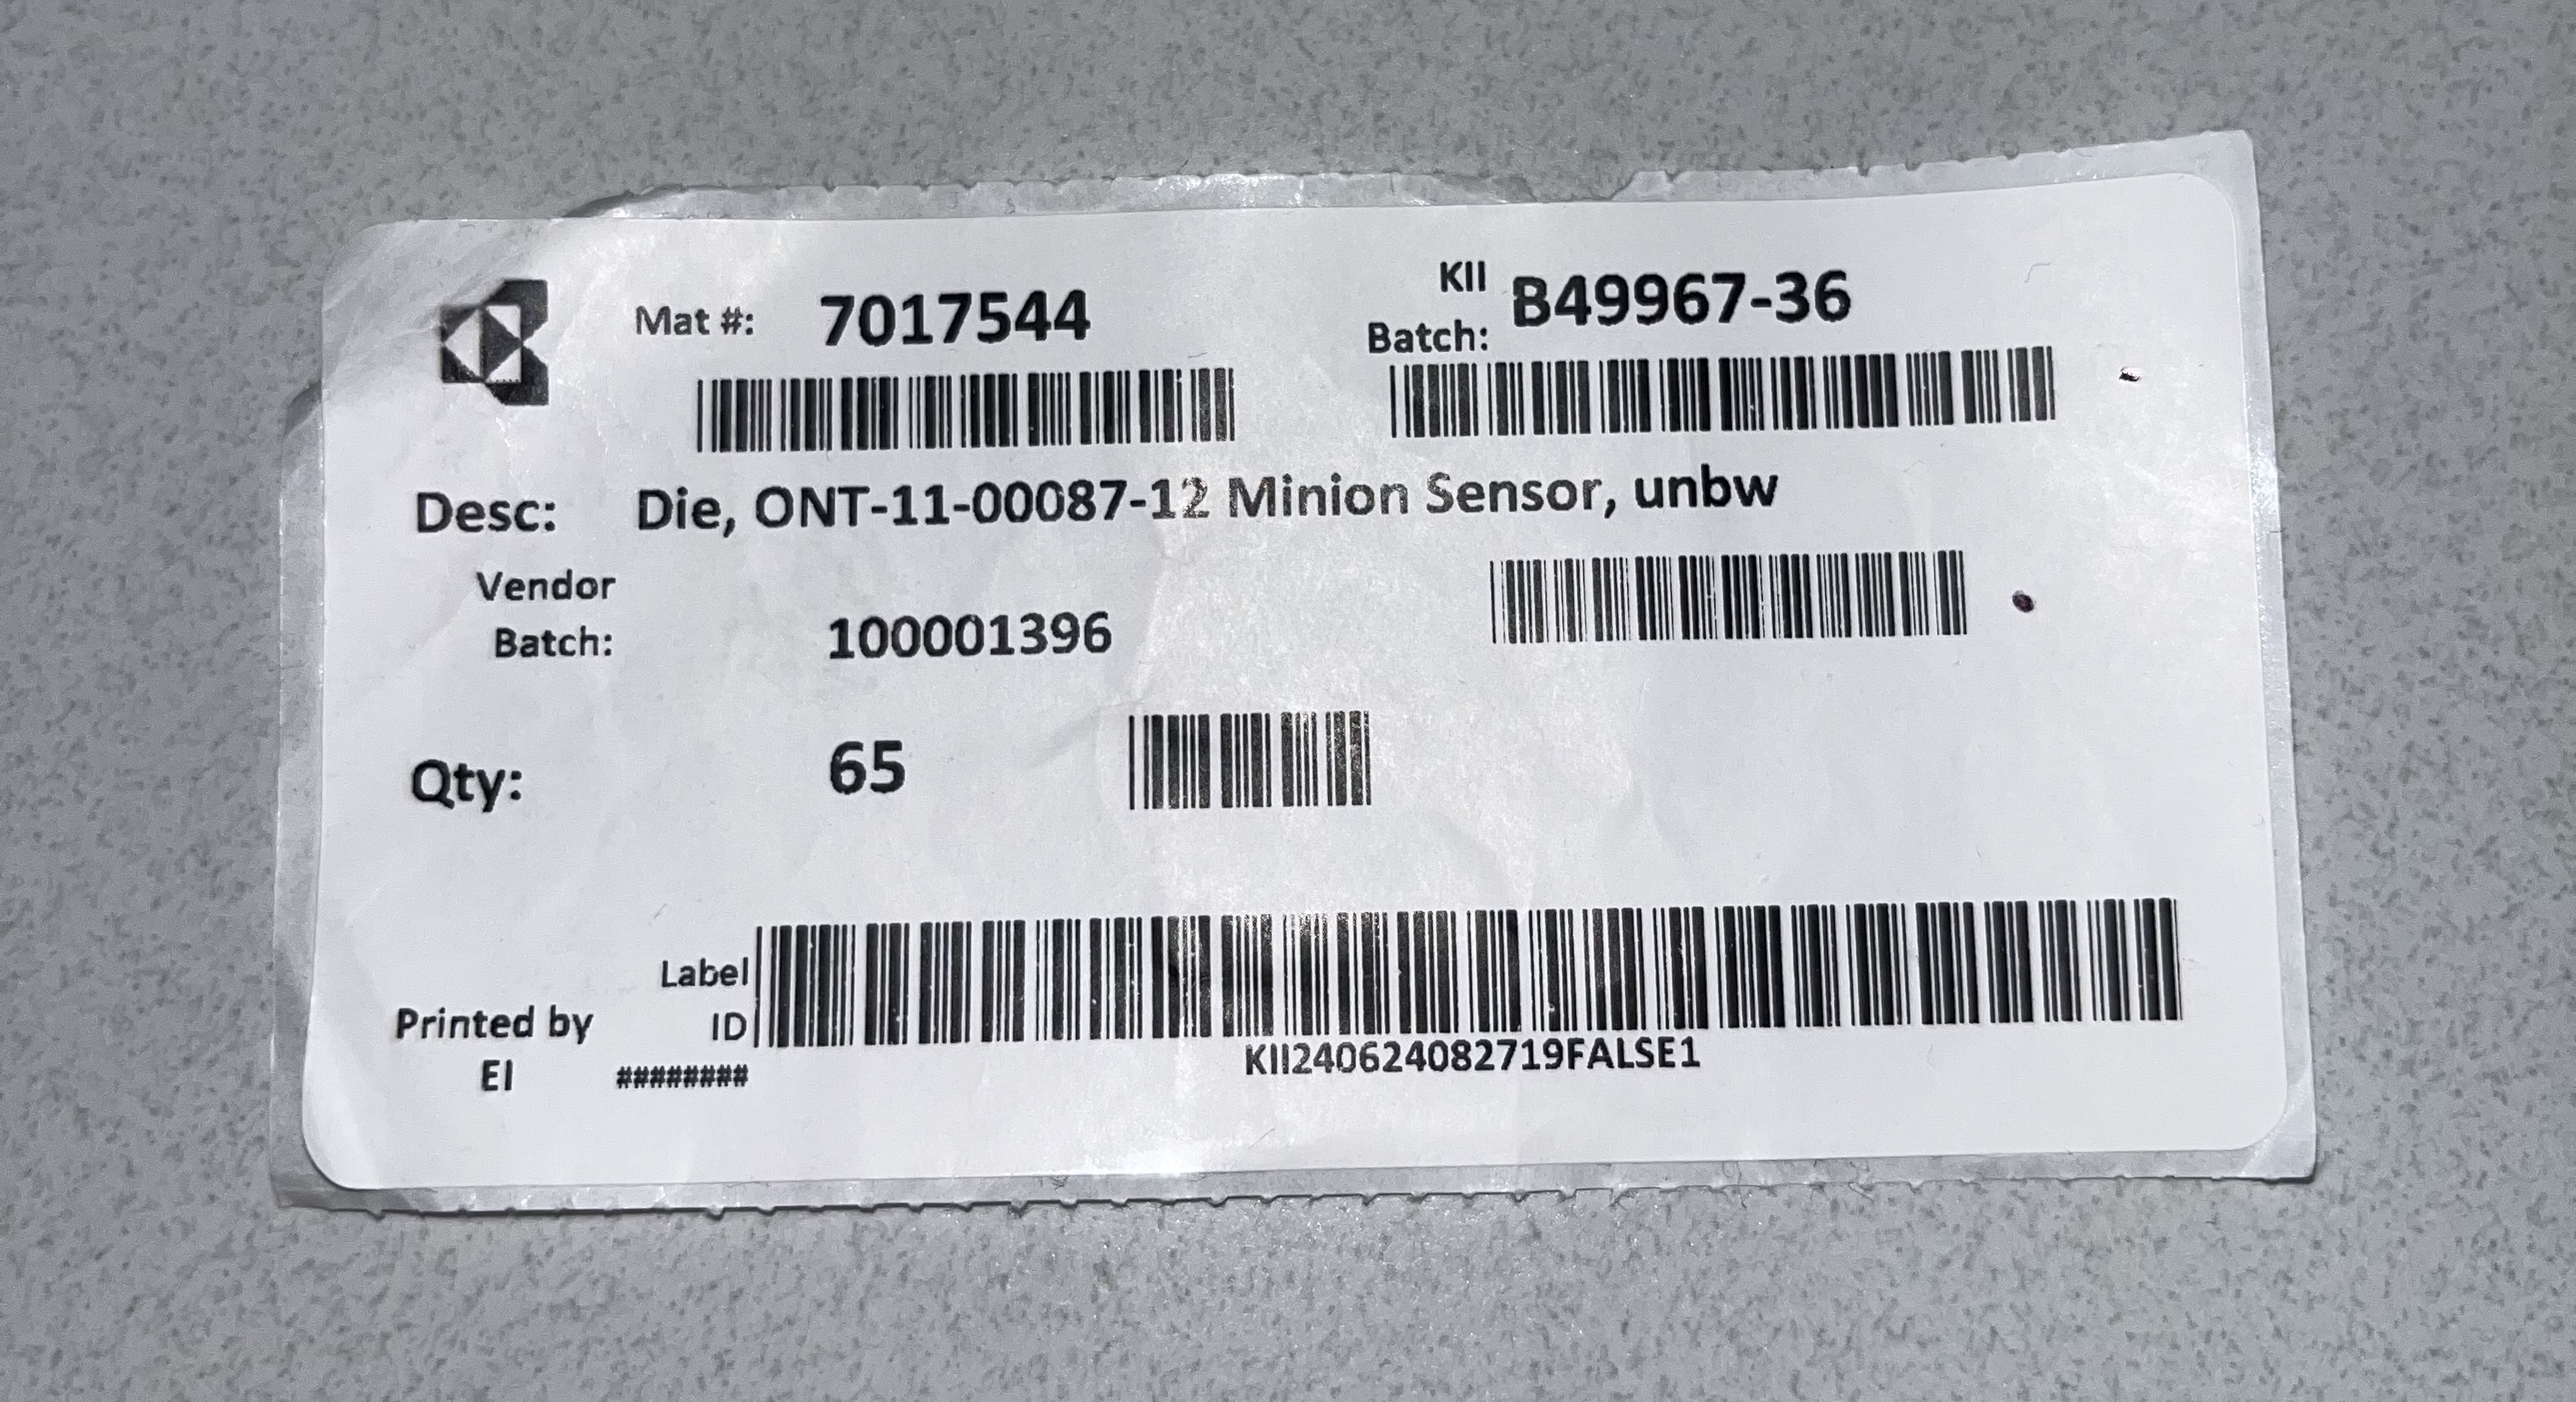 Mat #: 7017544
KII
Batch: B49967-36
Desc: Die, ONT-11-00087-12 Minion Sensor, unbw
Vendor
Batch: 100001396
Qty: 65
Label
ID
Printed by
EI ########
KII240624082719FALSE1